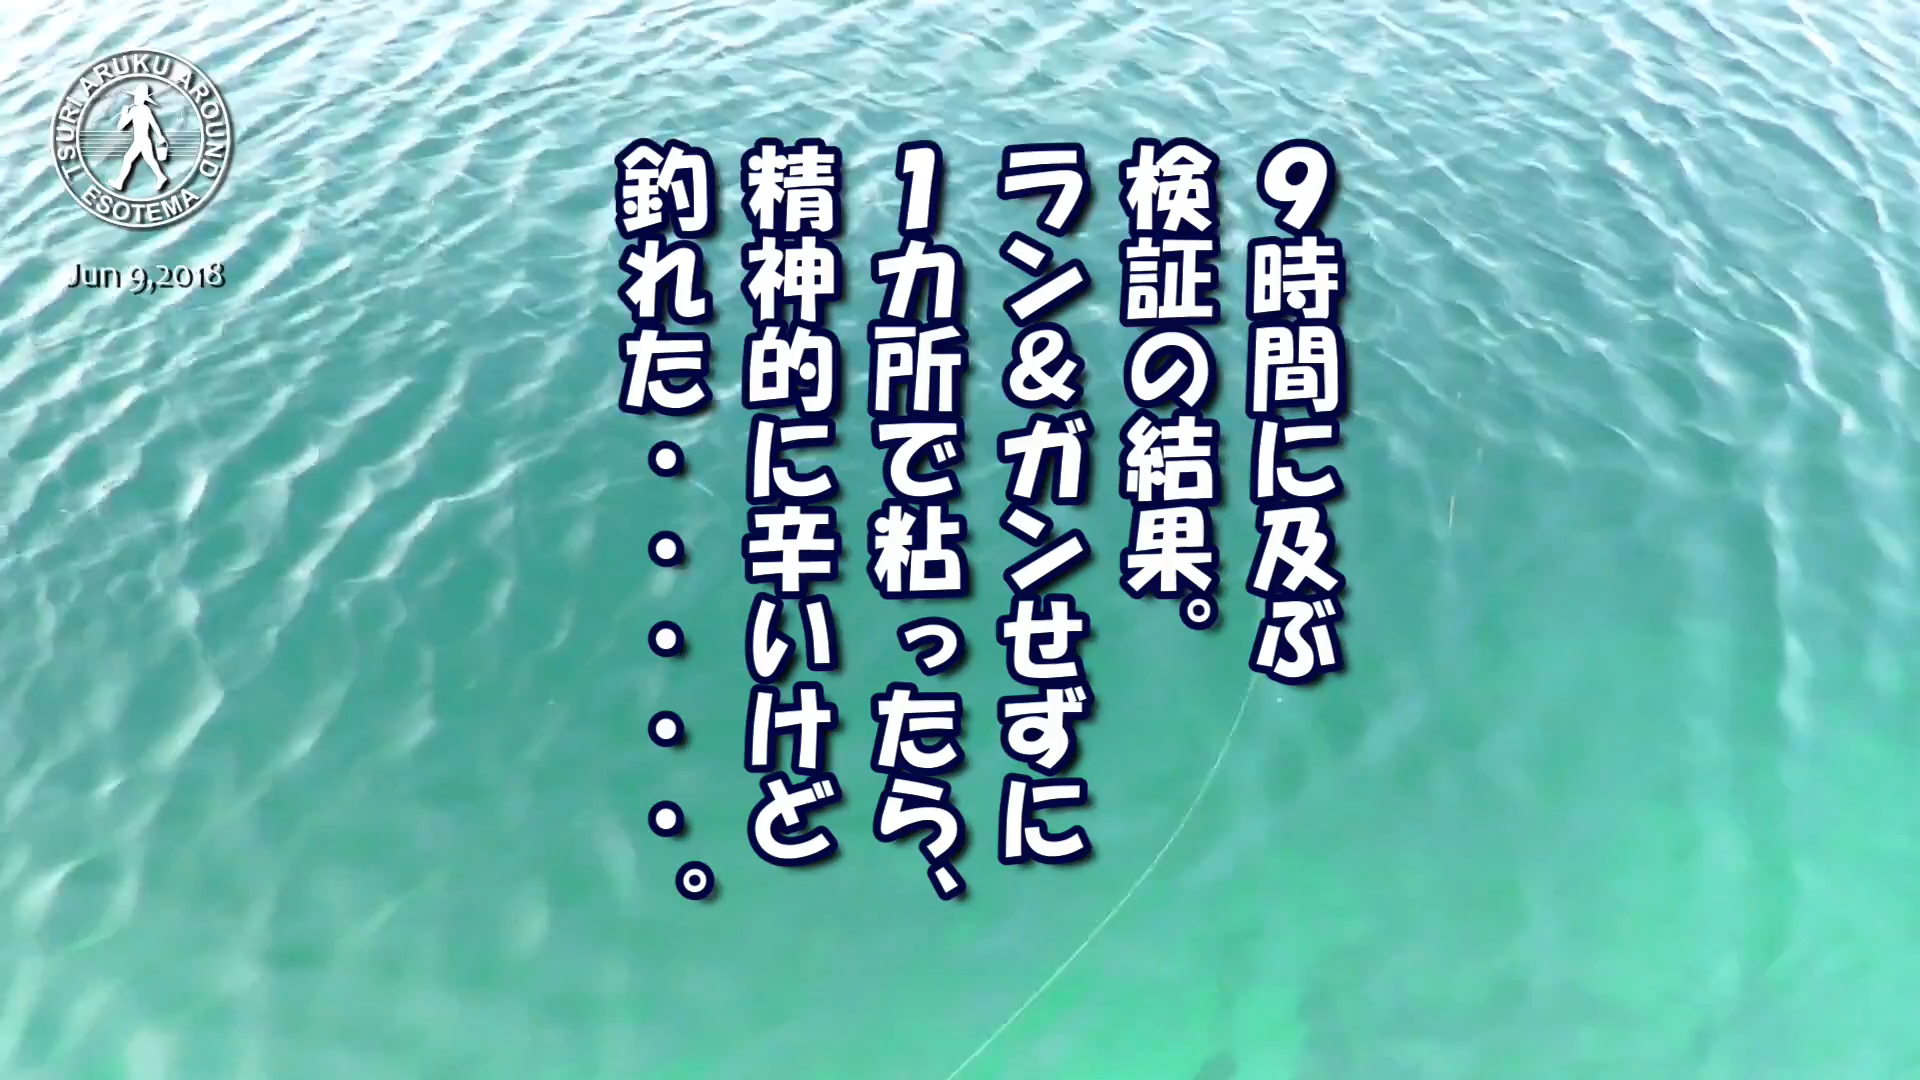 TSURI ARUKU AROUND
ESOTEMA
Jun 9,2018
9時間に及ぶ
検証の結果。
ラン&ガンせずに
1カ所で粘ったら、
精神的に辛いけど
釣れた・・・・・。